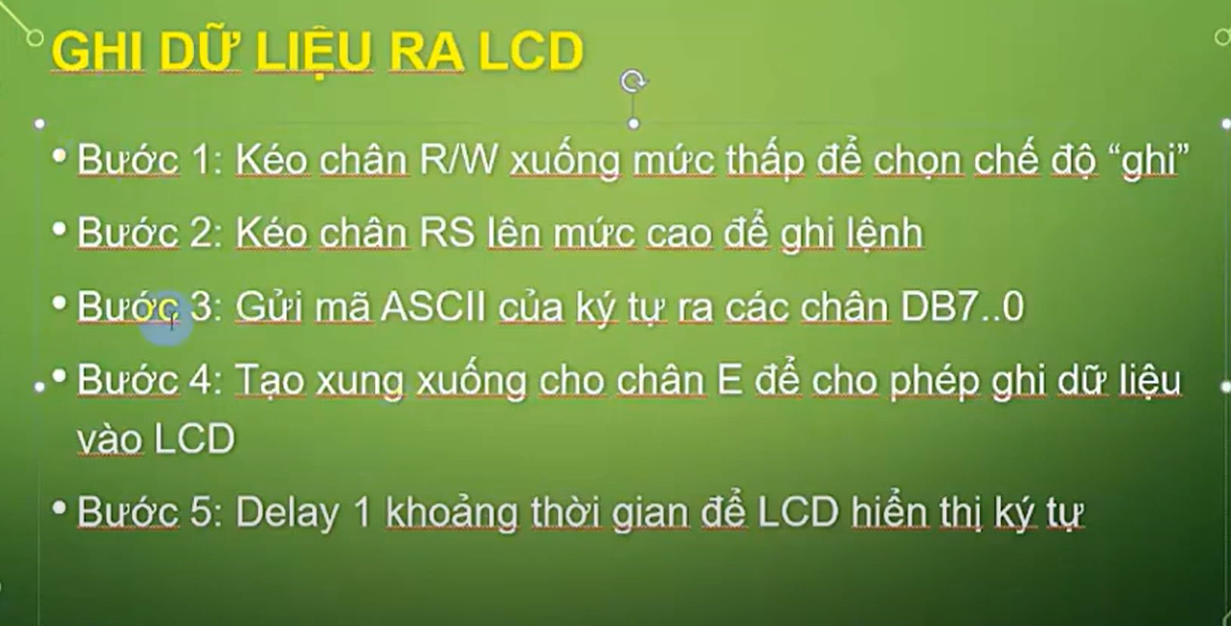 GHI DỮ LIỆU RA LCD
• Bước 1: Kéo chân R/W xuống mức thấp để chọn chế độ “ghi”
• Bước 2: Kéo chân RS lên mức cao để ghi lệnh
• Bước 3: Gửi mã ASCII của ký tự ra các chân DB7..0
• Bước 4: Tạo xung xuống cho chân E để cho phép ghi dữ liệu
vào LCD
• Bước 5: Delay 1 khoảng thời gian để LCD hiển thị ký tự